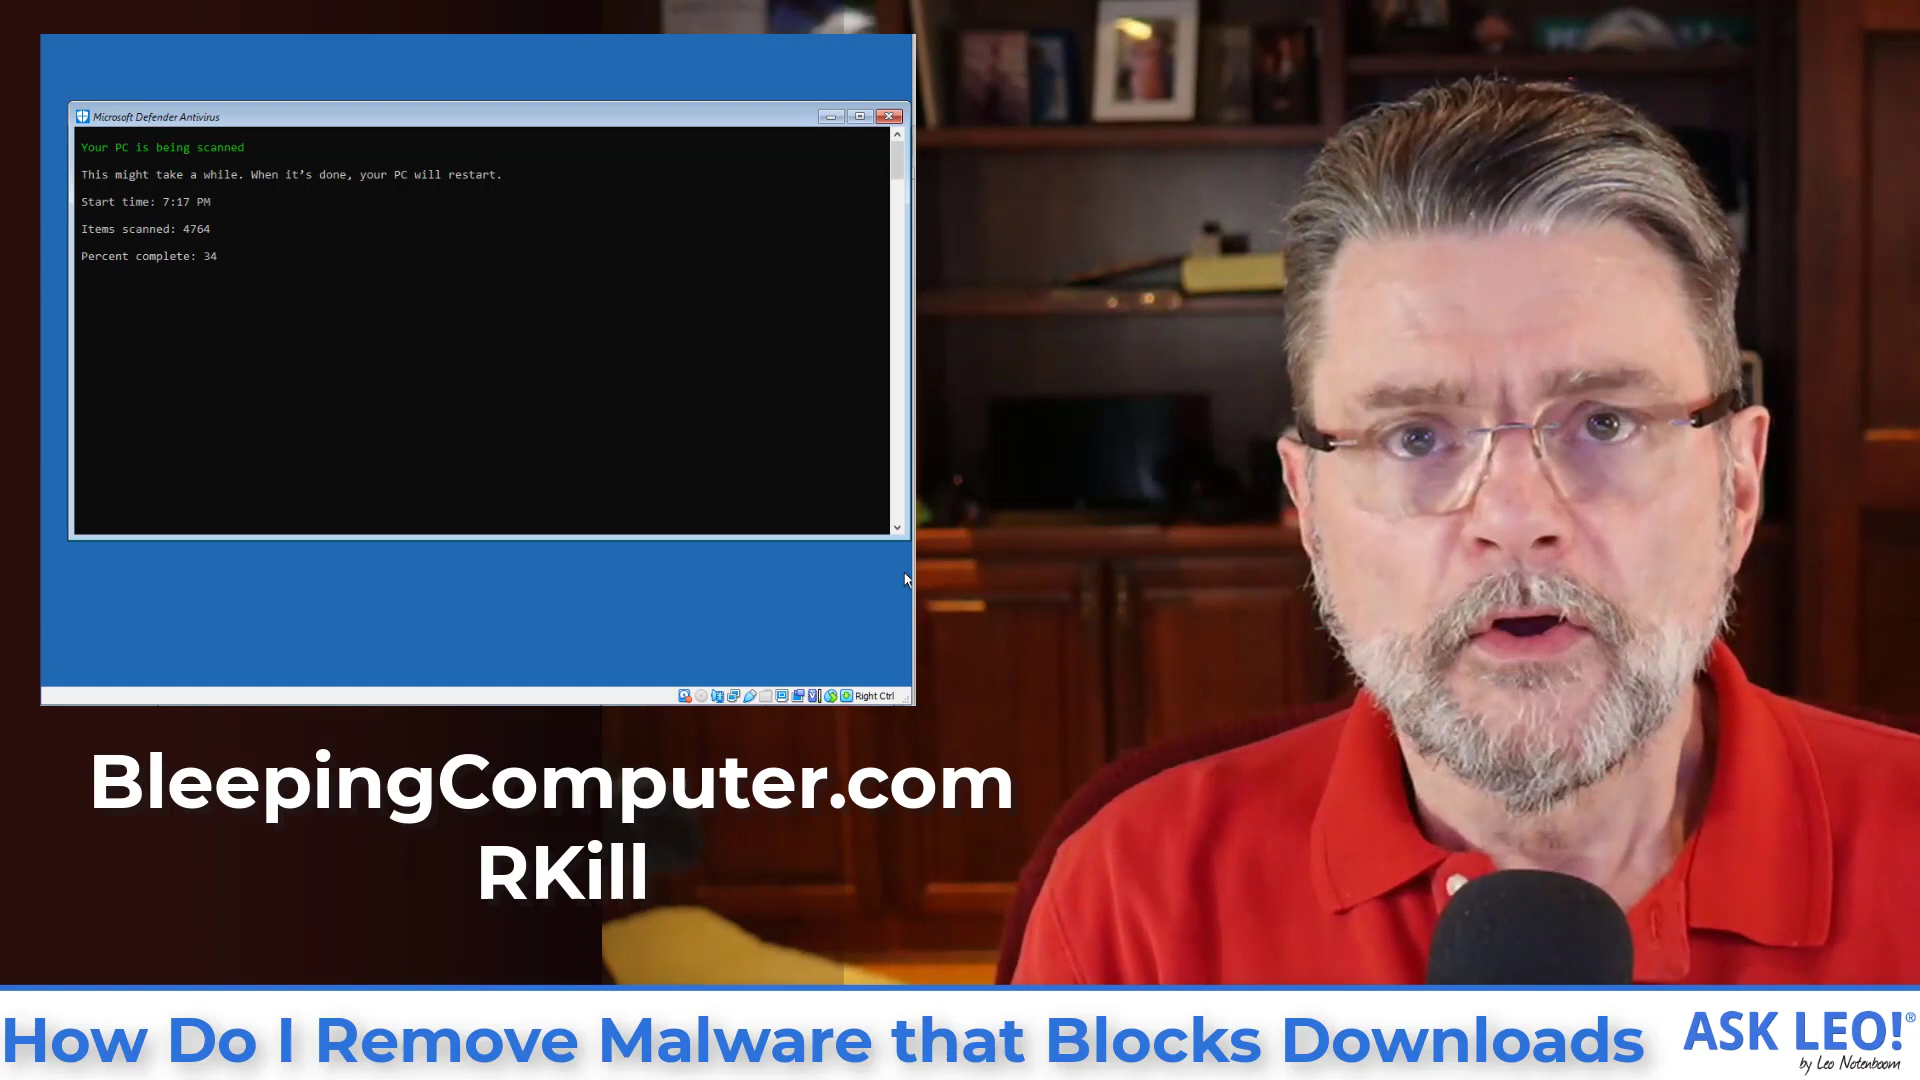 Microsoft Defender Antivirus
Your PC is being scanned
This might take a while. When it’s done, your PC will restart.
Start time: 7:17 PM
Items scanned: 4764
Percent complete: 34
Right Ctrl
BleepingComputer.com
RKill
How Do I Remove Malware that Blocks Downloads
ASK LEO!®
by Leo Notenboom